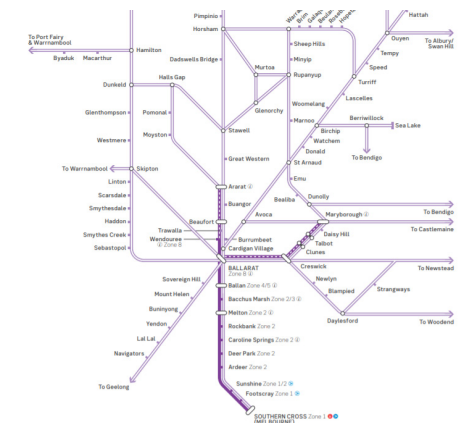 Pimpinio
Horsham
Dadswells Bridge
Brim
Sheep Hills
Minyip
Murtoa
Rupanyup
Glenorchy
Hattah
Ouyen
To Albury/
Swan Hill
Tempy
Speed
Turriff
Lascelles
Woomelang
Berriwillock
Sea Lake
Birchip
Watchem
Donald
To Bendigo
Marnoo
St Arnaud
Emu
Bealiba
Dunolly
To Bendigo
To Port Fairy
& Warrnambool
Byaduk
Macarthur
Hamilton
Dunkeld
Halls Gap
Glenthompson
Pomonal
Moyston
Westmere
Stawell
Great Western
To Warrnambool
Skipton
Linton
Scarsdale
Smythesdale
Haddon
Smythes Creek
Sebastopol
Ararat
Buangor
Beaufort
Trawalla
Wendouree
Zone 8
Burrumbeet
Cardigan Village
Avoca
Maryborough
To Castlemaine
Daisy Hill
Talbot
Clunes
Creswick
To Newstead
Newlyn
Blampied
Strangways
Daylesford
To Woodend
BALLARAT
Zone 8
Sovereign Hill
Mount Helen
Buninyong
Yendon
Lal Lal
Navigators
To Geelong
Ballan Zone 4/5
Bacchus Marsh Zone 2/3
Melton Zone 2
Rockbank Zone 2
Caroline Springs Zone 2
Deer Park Zone 2
Ardeer Zone 2
Sunshine Zone 1/2
Footscray Zone 1
SOUTHERN CROSS Zone 1
(MELBOURNE)